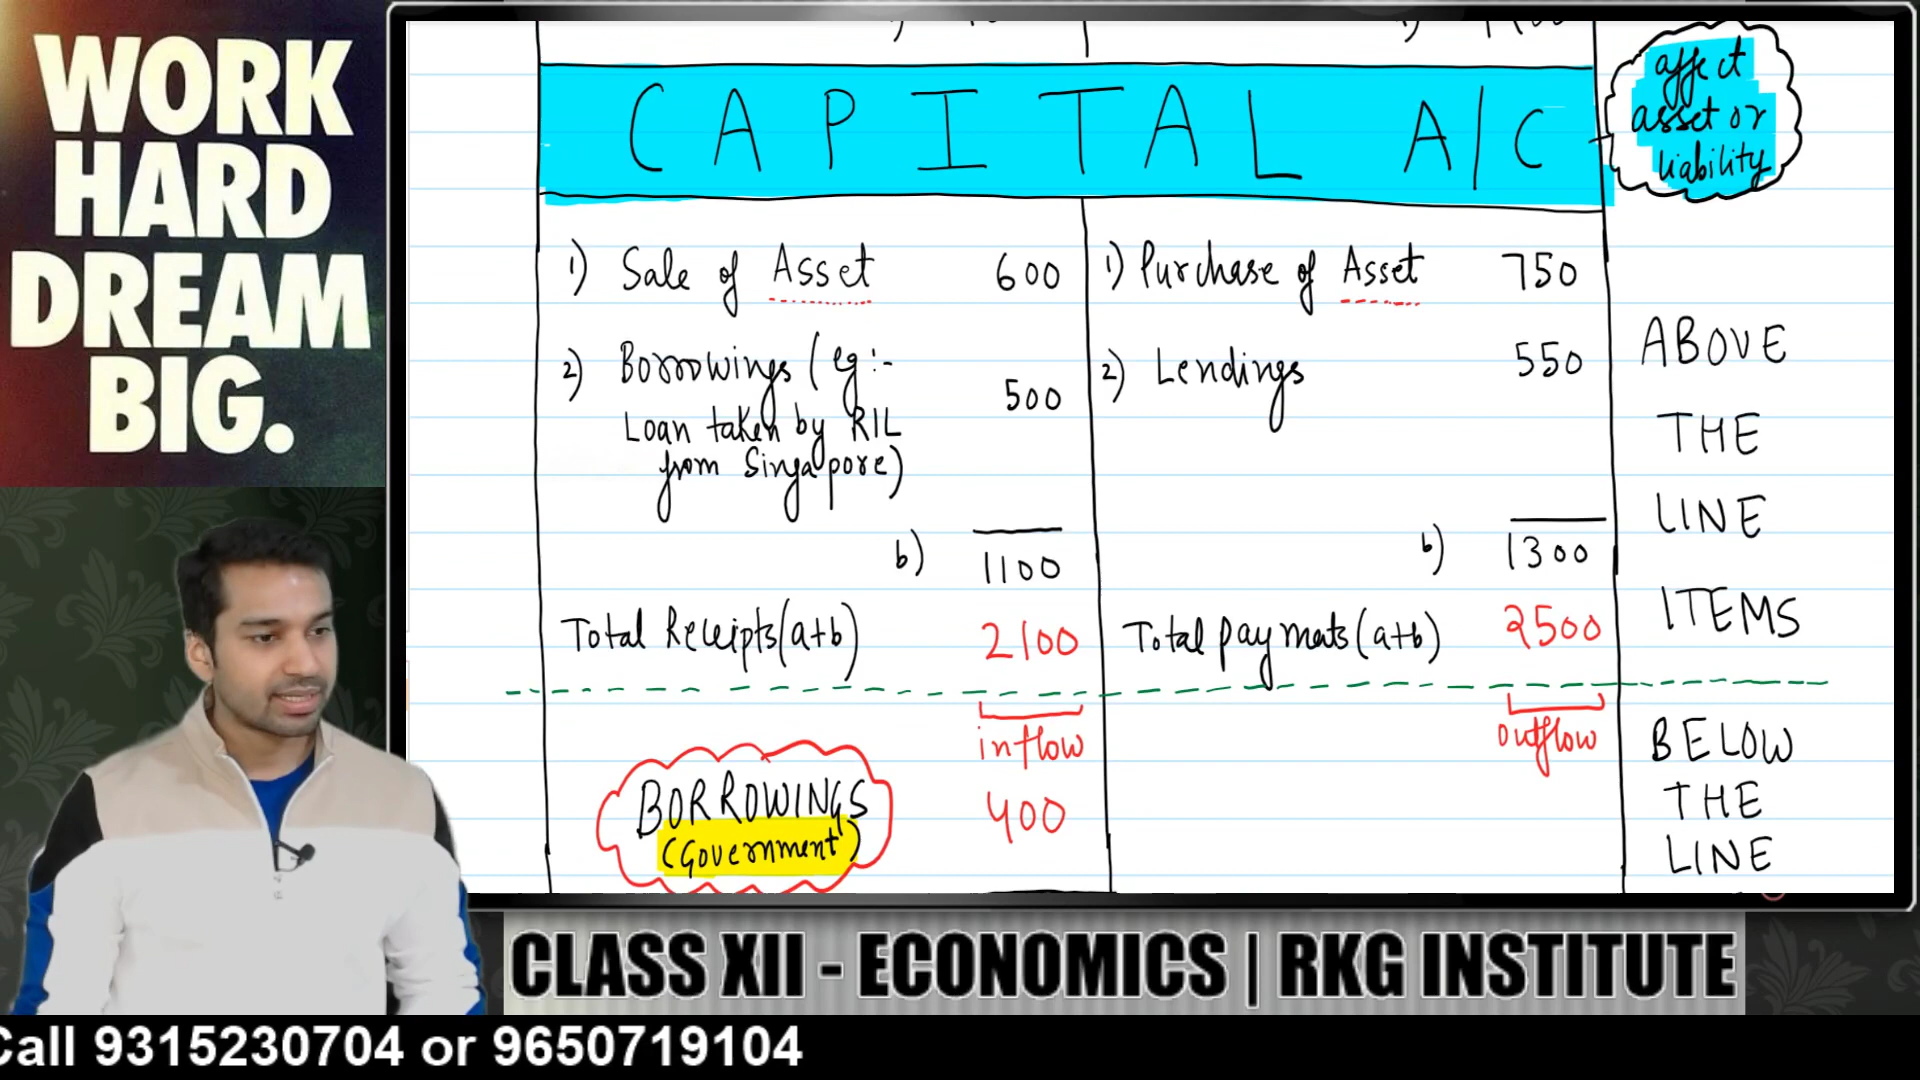 WORK
HARD
DREAM
BIG.
affect
asset or
liability
CAPITAL A/C
1) Sale of Asset 600
1) Purchase of Asset 750
2) Borrowings (eg:-
Loan taken by RIL
from Singapore) 500
2) Lendings 550
b) 1100
b) 1300
Total Receipts(a+b) 2100
Total payments(a+b) 2500
inflow
outflow
BORROWINGS
(Government) 400
ABOVE
THE
LINE
ITEMS
BELOW
THE
LINE
CLASS XII - ECONOMICS | RKG INSTITUTE
Call 9315230704 or 9650719104